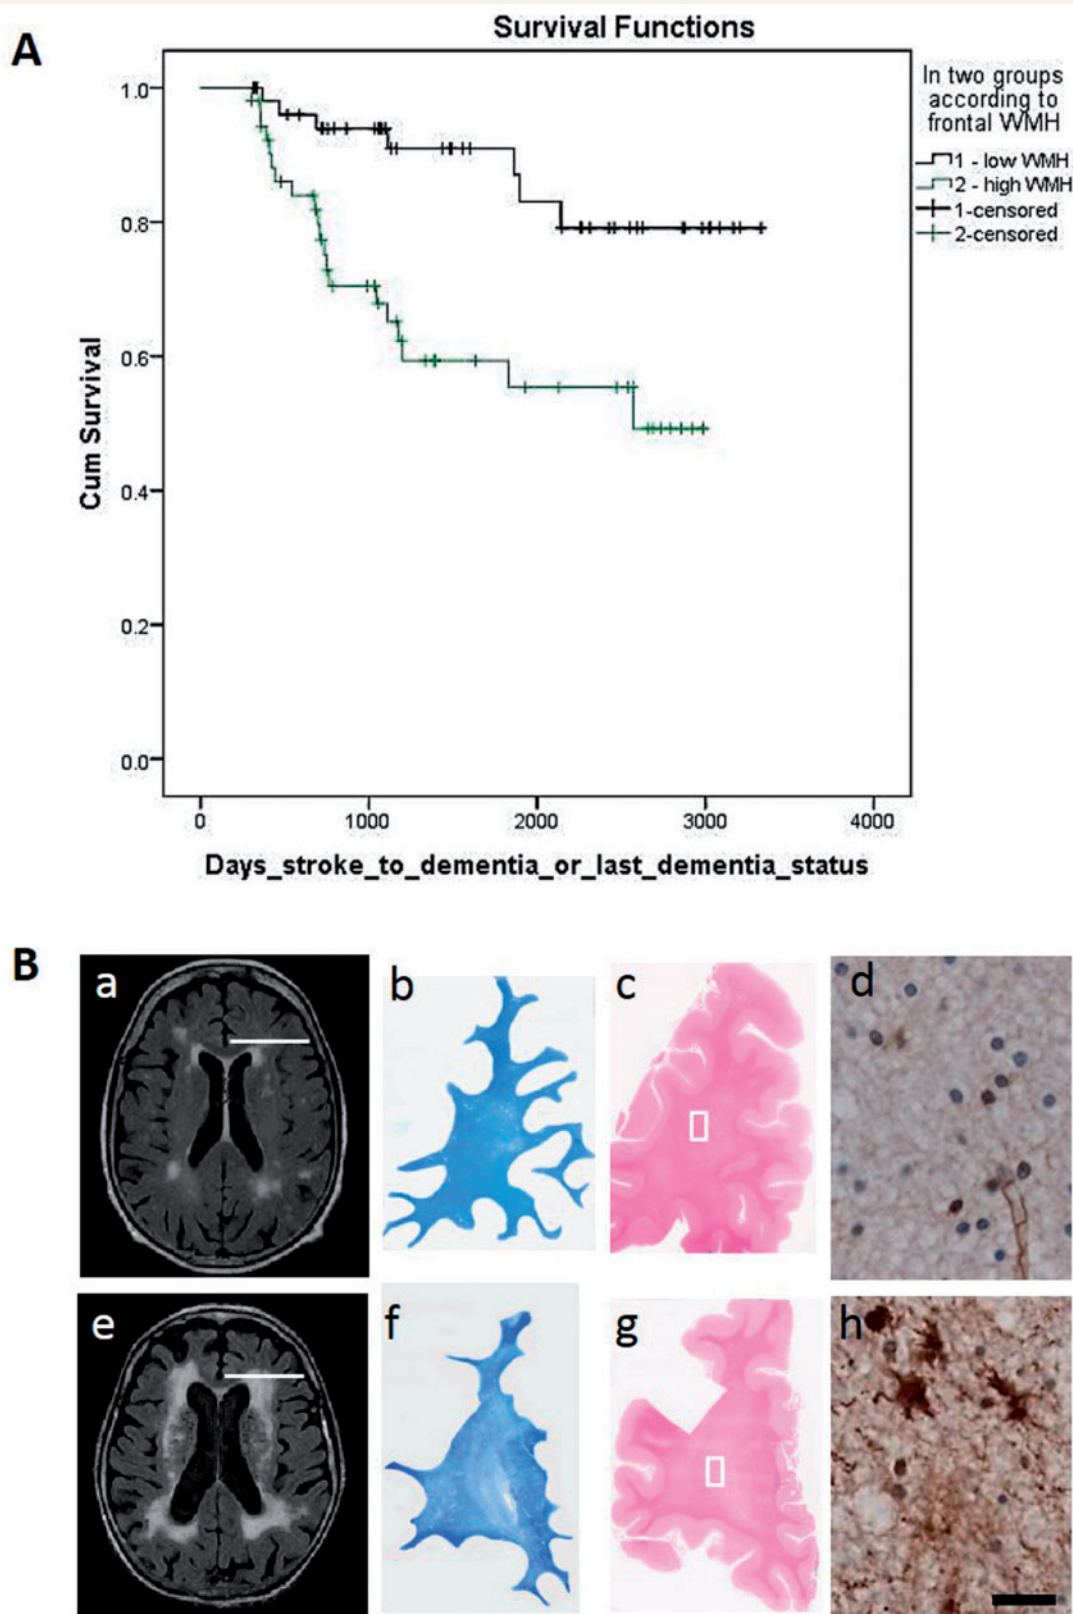 A
Survival Functions
In two groups
according to
frontal WMH
1 - low WMH
2 - high WMH
1-censored
2-censored
Cum Survival
1.0
0.8
0.6
0.4
0.2
0.0
0 1000 2000 3000 4000
Days_stroke_to_dementia_or_last_dementia_status
B
a b c d
e f g h